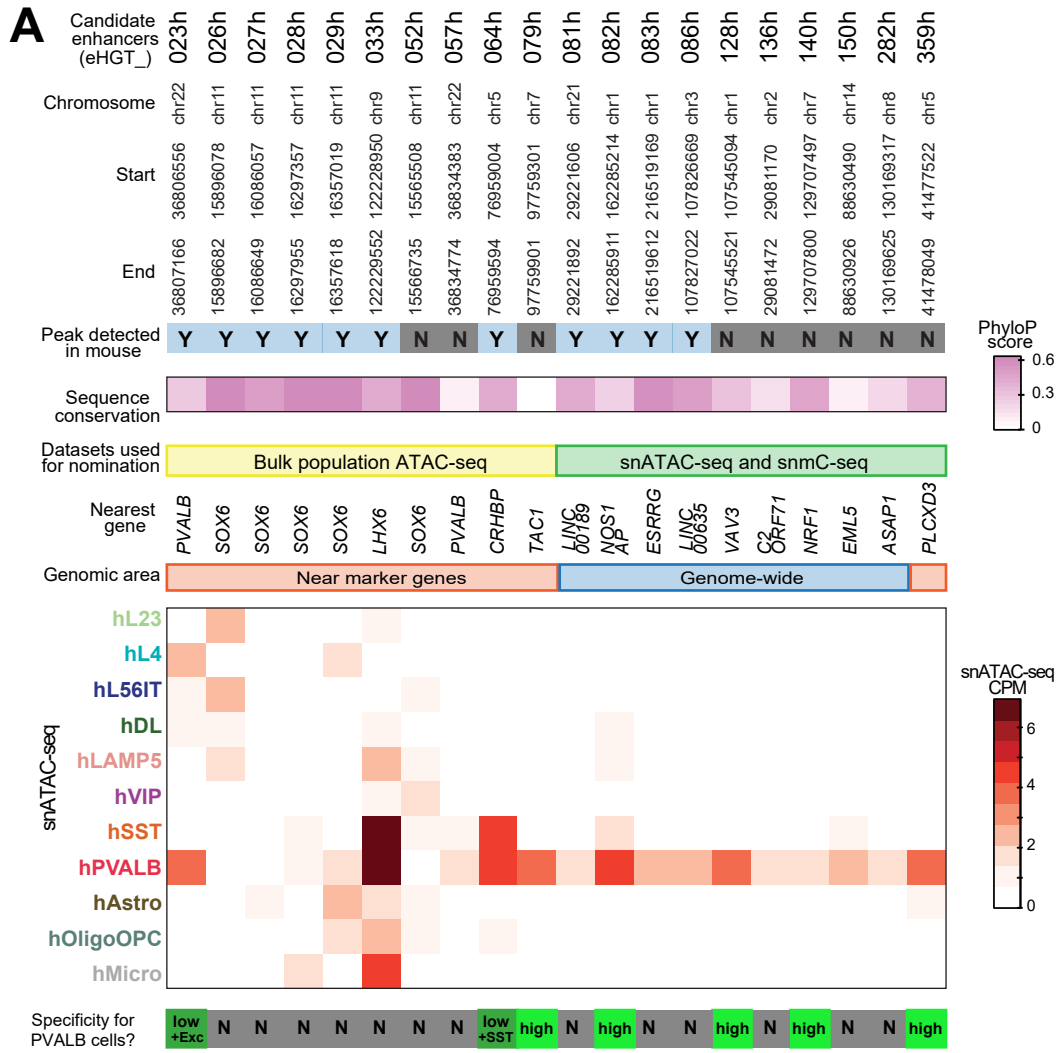 A
Candidate
enhancers
(eHGT_)
023h 026h 027h 028h 029h 033h 052h 057h 064h 079h 081h 082h 083h 086h 128h 136h 140h 150h 282h 359h
Chromosome
chr22 chr11 chr11 chr11 chr11 chr9 chr11 chr22 chr5 chr7 chr21 chr1 chr1 chr3 chr1 chr2 chr7 chr14 chr8 chr5
Start
36806556 15896078 16086057 16297357 16357019 122228950 15565508 36834383 76959004 97759301 29221606 162285214 216519169 107826669 107545094 29081170 129707497 88630490 130169317 41477522
End
36807166 15896682 16086649 16297955 16357618 122229552 15566735 36834774 76959594 97759901 29221892 162285911 216519612 107827022 107545521 29081472 129707800 88630926 130169625 41478049
Peak detected
in mouse
Y Y Y Y Y Y N N Y N Y Y Y Y N N N N N N
PhyloP
score
0.6
0.3
0
Sequence
conservation
Datasets used
for nomination
Bulk population ATAC-seq
snATAC-seq and snmC-seq
Nearest
gene
PVALB SOX6 SOX6 SOX6 SOX6 LHX6 SOX6 PVALB CRHBP TAC1 LINC 00189 NOS1 AP ESRRG LINC 00635 VAV3 C2 ORF71 NRF1 EML5 ASAP1 PLCXD3
Genomic area
Near marker genes
Genome-wide
snATAC-seq
hL23
hL4
hL56IT
hDL
hLAMP5
hVIP
hSST
hPVALB
hAstro
hOligoOPC
hMicro
snATAC-seq
CPM
6
4
2
0
Specificity for
PVALB cells?
low
+Exc
N N N N N N N
low
+SST
high N high N N high N high N N high